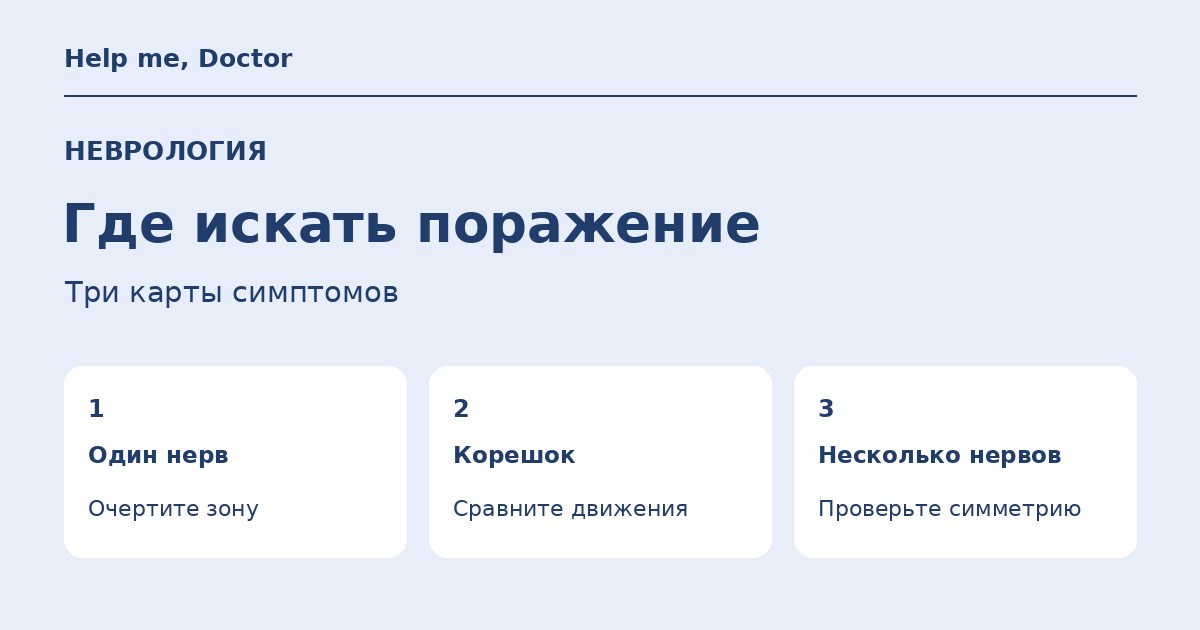 Help me, Doctor
НЕВРОЛОГИЯ
Где искать поражение
Три карты симптомов
1
Один нерв
Очертите зону
2
Корешок
Сравните движения
3
Несколько нервов
Проверьте симметрию